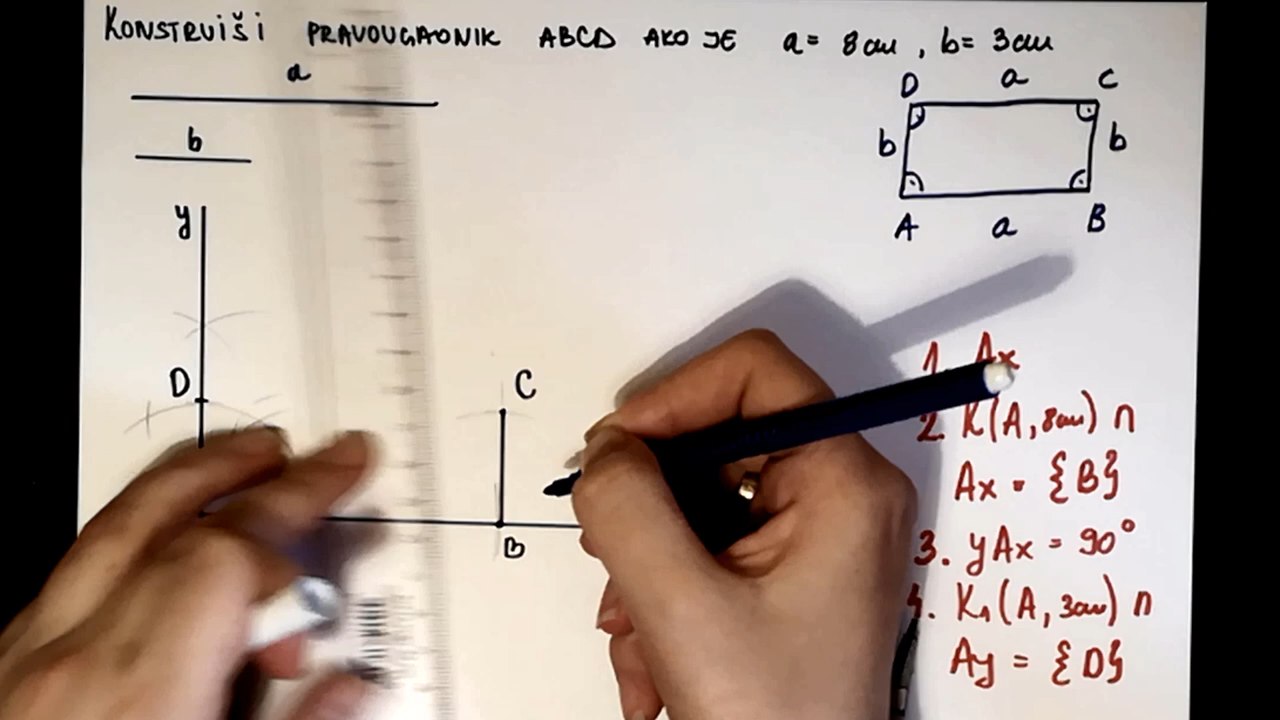 KONSTRUIŠI PRAVOUGAONIK ABCD AKO JE a= 8cm, b= 3cm
a
b
y
D
C
B
D a C
b b
A a B
1. Ax
2. K(A, 8cm) ∩
Ax = {B}
3. yAx = 90°
4. K₁(A, 3cm) ∩
Ay = {D}